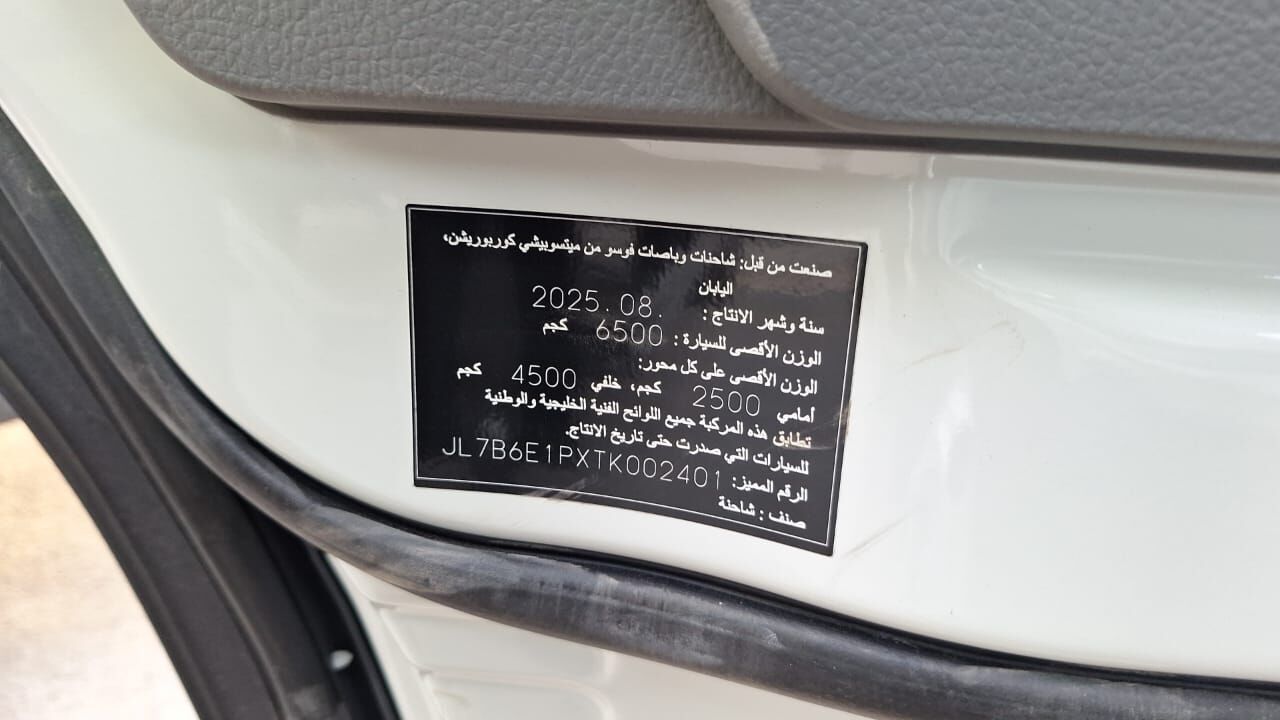 صنعت من قبل: شاحنات وباصات فوسو من ميتسوبيشي كوربوريشن،
اليابان
سنة وشهر الانتاج : 2025.08.
الوزن الأقصى للسيارة : 6500 كجم
الوزن الأقصى على كل محور:
أمامي 2500 كجم، خلفي 4500 كجم
تطابق هذه المركبة جميع اللوائح الفنية الخليجية والوطنية
للسيارات التي صدرت حتى تاريخ الانتاج.
الرقم المميز: JL7B6E1PXTK002401
صنف : شاحنة